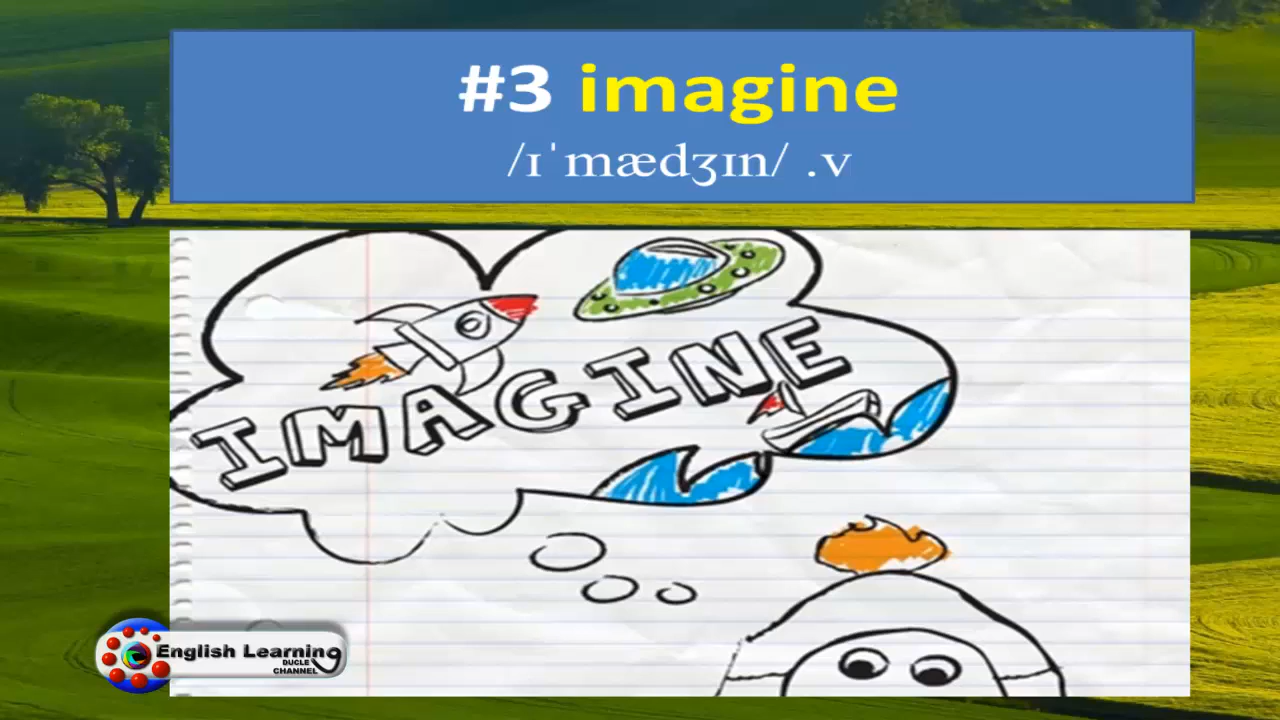 #3 imagine
/ɪˈmædʒɪn/ .v
IMAGINE
English Learning
DUCLE
CHANNEL